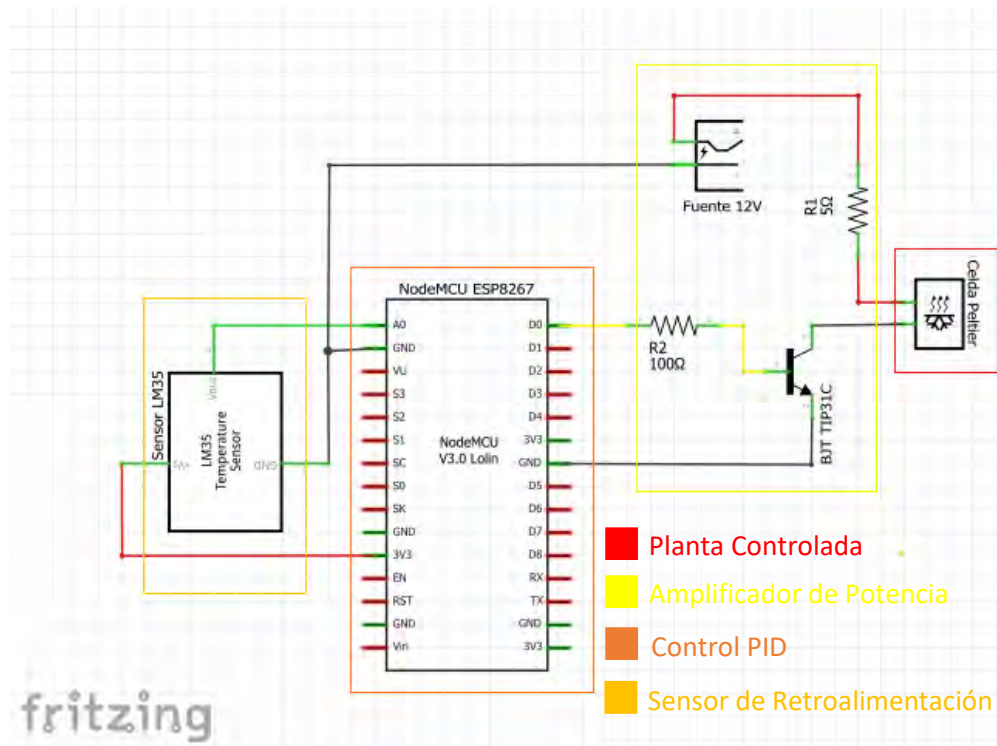 Fuente 12V
R1
5Ω
Celda Peltier
NodeMCU ESP8267
Sensor LM35
LM35
Temperature
Sensor
Vout
+Vs
GND
A0
GND
VU
S3
S2
S1
SC
S0
SK
GND
3V3
EN
RST
GND
Vin
NodeMCU
V3.0 Lolin
D0
D1
D2
D3
D4
3V3
GND
D5
D6
D7
D8
RX
TX
GND
3V3
R2
100Ω
BJT TIP31C
Planta Controlada
Amplificador de Potencia
Control PID
Sensor de Retroalimentación
fritzing